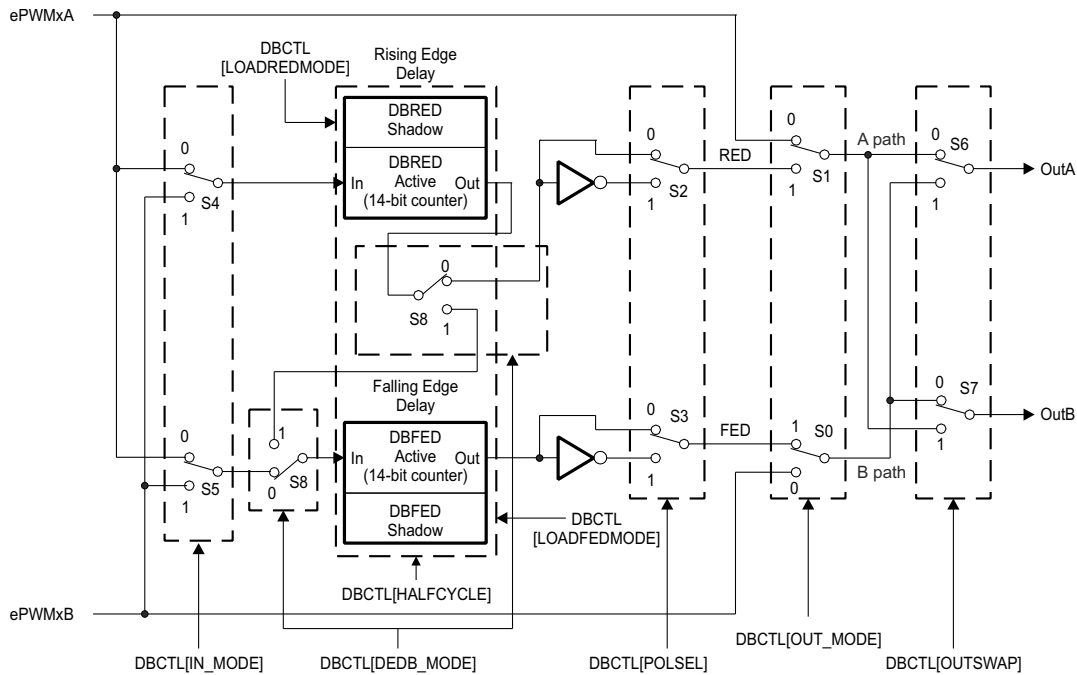 ePWMxA
DBCTL
[LOADREDMODE]
Rising Edge
Delay
DBRED
Shadow
DBRED
Active
(14-bit counter)
In
Out
0
S4
1
0
S2
1
RED
0
S1
1
A path
0
S6
1
OutA
0
S8
1
Falling Edge
Delay
0
S5
1
1
S8
0
In
DBFED
Active
(14-bit counter)
Out
DBFED
Shadow
0
S3
1
FED
1
S0
0
B path
0
S7
1
OutB
DBCTL
[LOADFEDMODE]
DBCTL[HALFCYCLE]
ePWMxB
DBCTL[IN_MODE]
DBCTL[DEDB_MODE]
DBCTL[POLSEL]
DBCTL[OUT_MODE]
DBCTL[OUTSWAP]